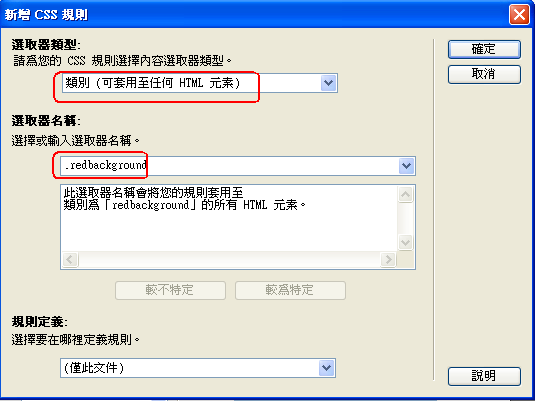 新增 CSS 規則
選取器類型:
請為您的 CSS 規則選擇內容選取器類型。
類別 (可套用至任何 HTML 元素)
選取器名稱:
選擇或輸入選取器名稱。
.redbackground
此選取器名稱會將您的規則套用至
類別為「redbackground」的所有 HTML 元素。
較不特定
較為特定
規則定義:
選擇要在哪裡定義規則。
(僅此文件)
確定
取消
說明